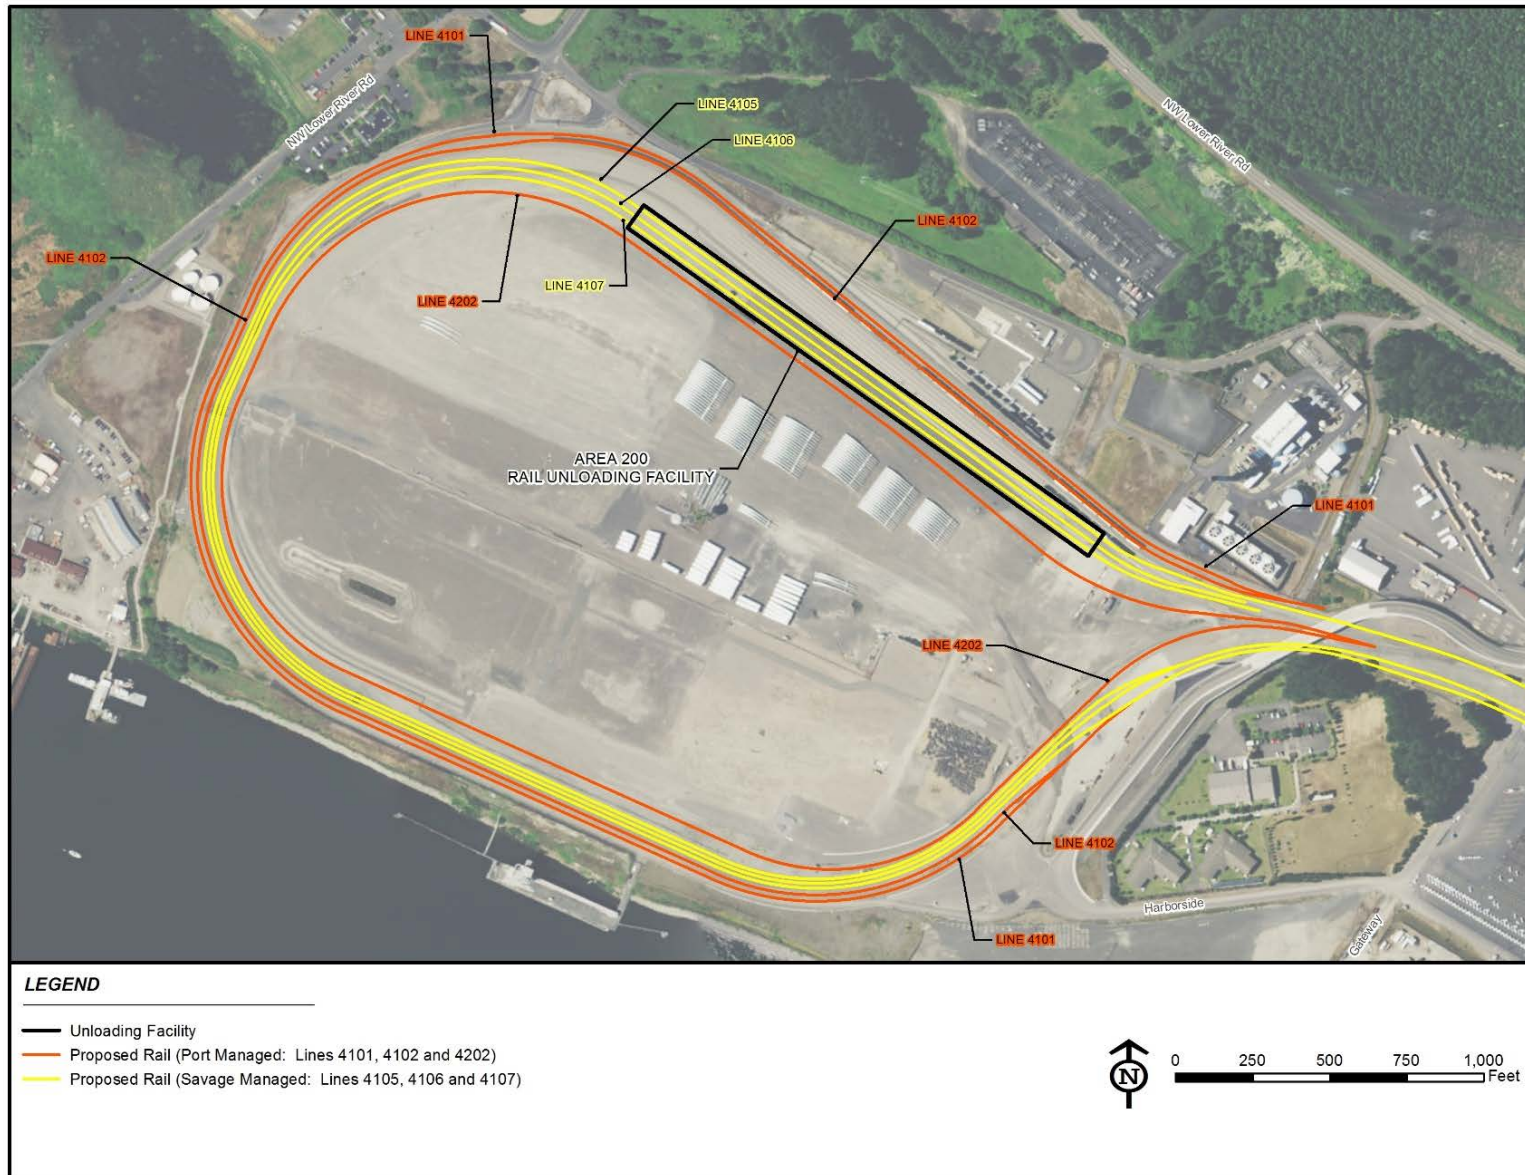 LINE 4101
NW Lower River Rd
LINE 4105
LINE 4106
NW Lower River Rd
LINE 4102
LINE 4102
LINE 4107
LINE 4202
AREA 200
RAIL UNLOADING FACILITY
LINE 4101
LINE 4202
LINE 4102
Harborside
LINE 4101
Gateway
LEGEND
Unloading Facility
Proposed Rail (Port Managed: Lines 4101, 4102 and 4202)
Proposed Rail (Savage Managed: Lines 4105, 4106 and 4107)
N
0 250 500 750 1,000
Feet